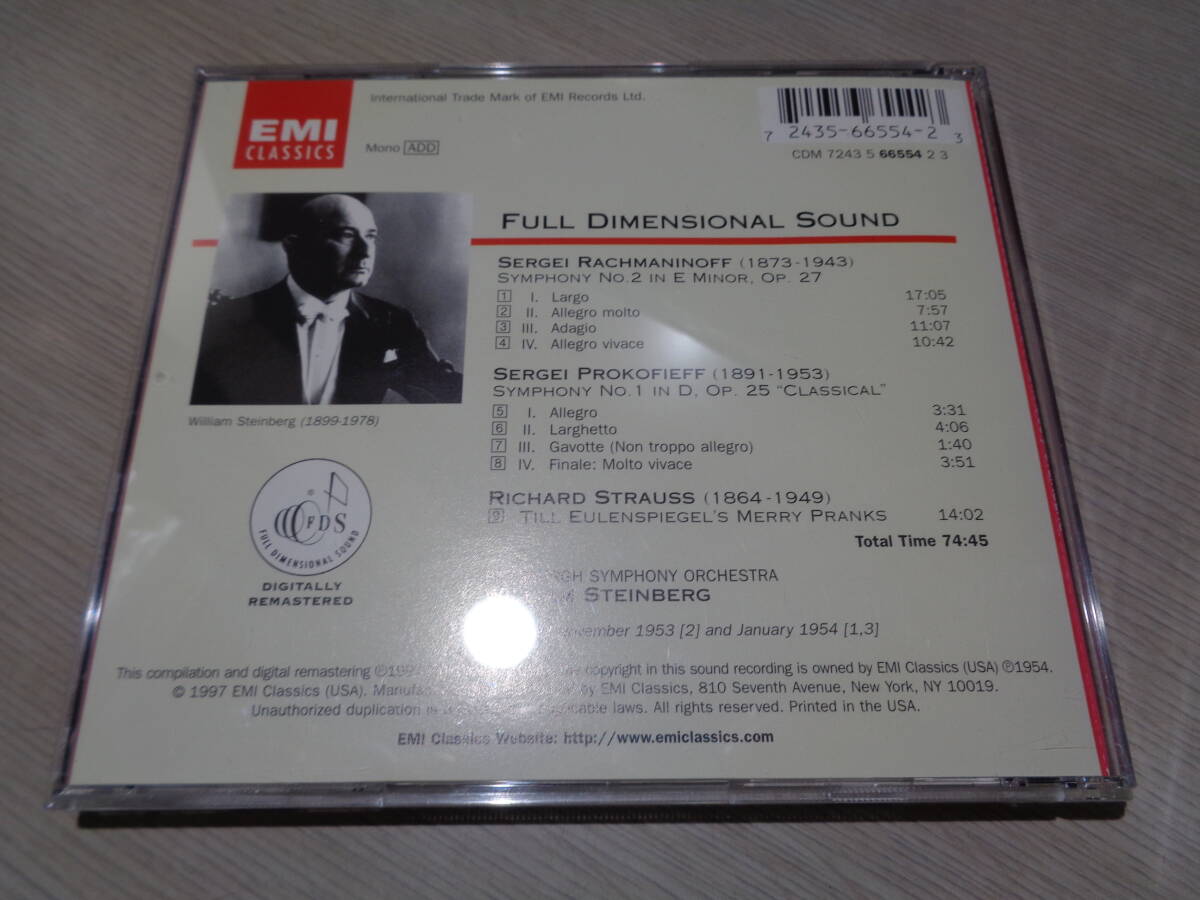 EMI
CLASSICS
International Trade Mark of EMI Records Ltd.
Mono ADD
7 2435-66554-2 3
CDM 7243 5 66554 2 3
FULL DIMENSIONAL SOUND
SERGEI RACHMANINOFF (1873-1943)
SYMPHONY NO.2 IN E MINOR, OP. 27
1 I. Largo 17:05
2 II. Allegro molto 7:57
3 III. Adagio 11:07
4 IV. Allegro vivace 10:42
SERGEI PROKOFIEFF (1891-1953)
SYMPHONY NO.1 IN D, OP. 25 "CLASSICAL"
5 I. Allegro 3:31
6 II. Larghetto 4:06
7 III. Gavotte (Non troppo allegro) 1:40
8 IV. Finale: Molto vivace 3:51
RICHARD STRAUSS (1864-1949)
9 TILL EULENSPIEGEL'S MERRY PRANKS 14:02
Total Time 74:45
William Steinberg (1899-1978)
® FDS
FULL DIMENSIONAL SOUND
DIGITALLY
REMASTERED
SYMPHONY ORCHESTRA
STEINBERG
1953 [2] and January 1954 [1,3]
This compilation and digital remastering copyright in this sound recording is owned by EMI Classics (USA) ℗1954.
© 1997 EMI Classics (USA). by EMI Classics, 810 Seventh Avenue, New York, NY 10019.
Unauthorized duplication laws. All rights reserved. Printed in the USA.
EMI Classics Website: http://www.emiclassics.com